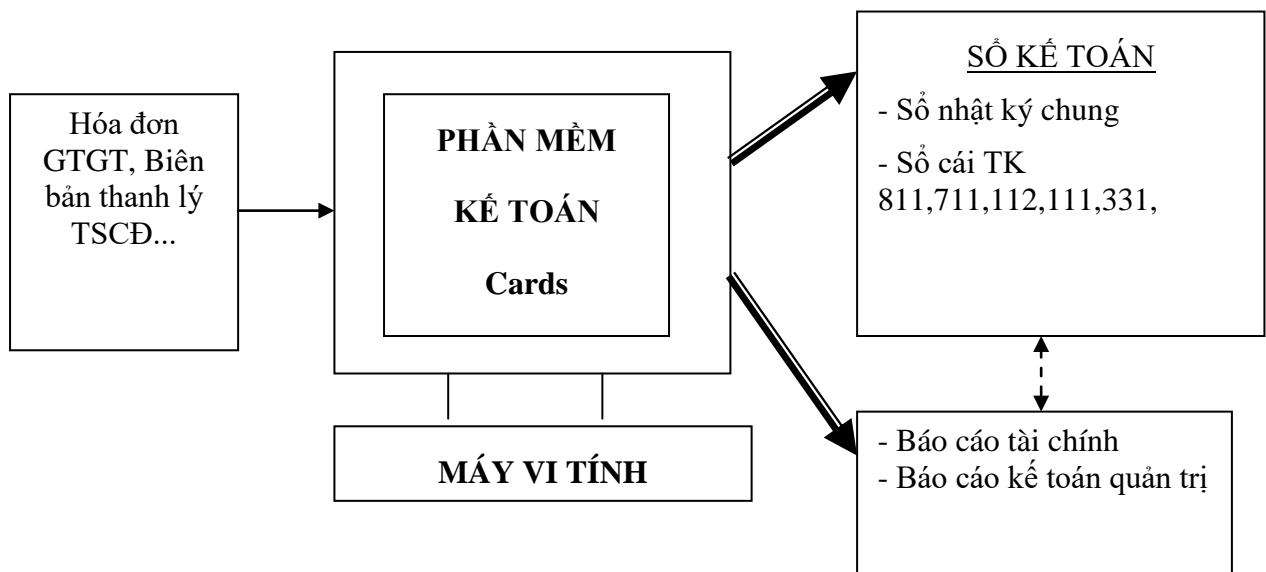 Hóa đơn
GTGT, Biên
bản thanh lý
TSCĐ...
PHẦN MỀM
KẾ TOÁN
Cards
MÁY VI TÍNH
SỔ KẾ TOÁN
- Sổ nhật ký chung
- Sổ cái TK
811,711,112,111,331,
- Báo cáo tài chính
- Báo cáo kế toán quản trị